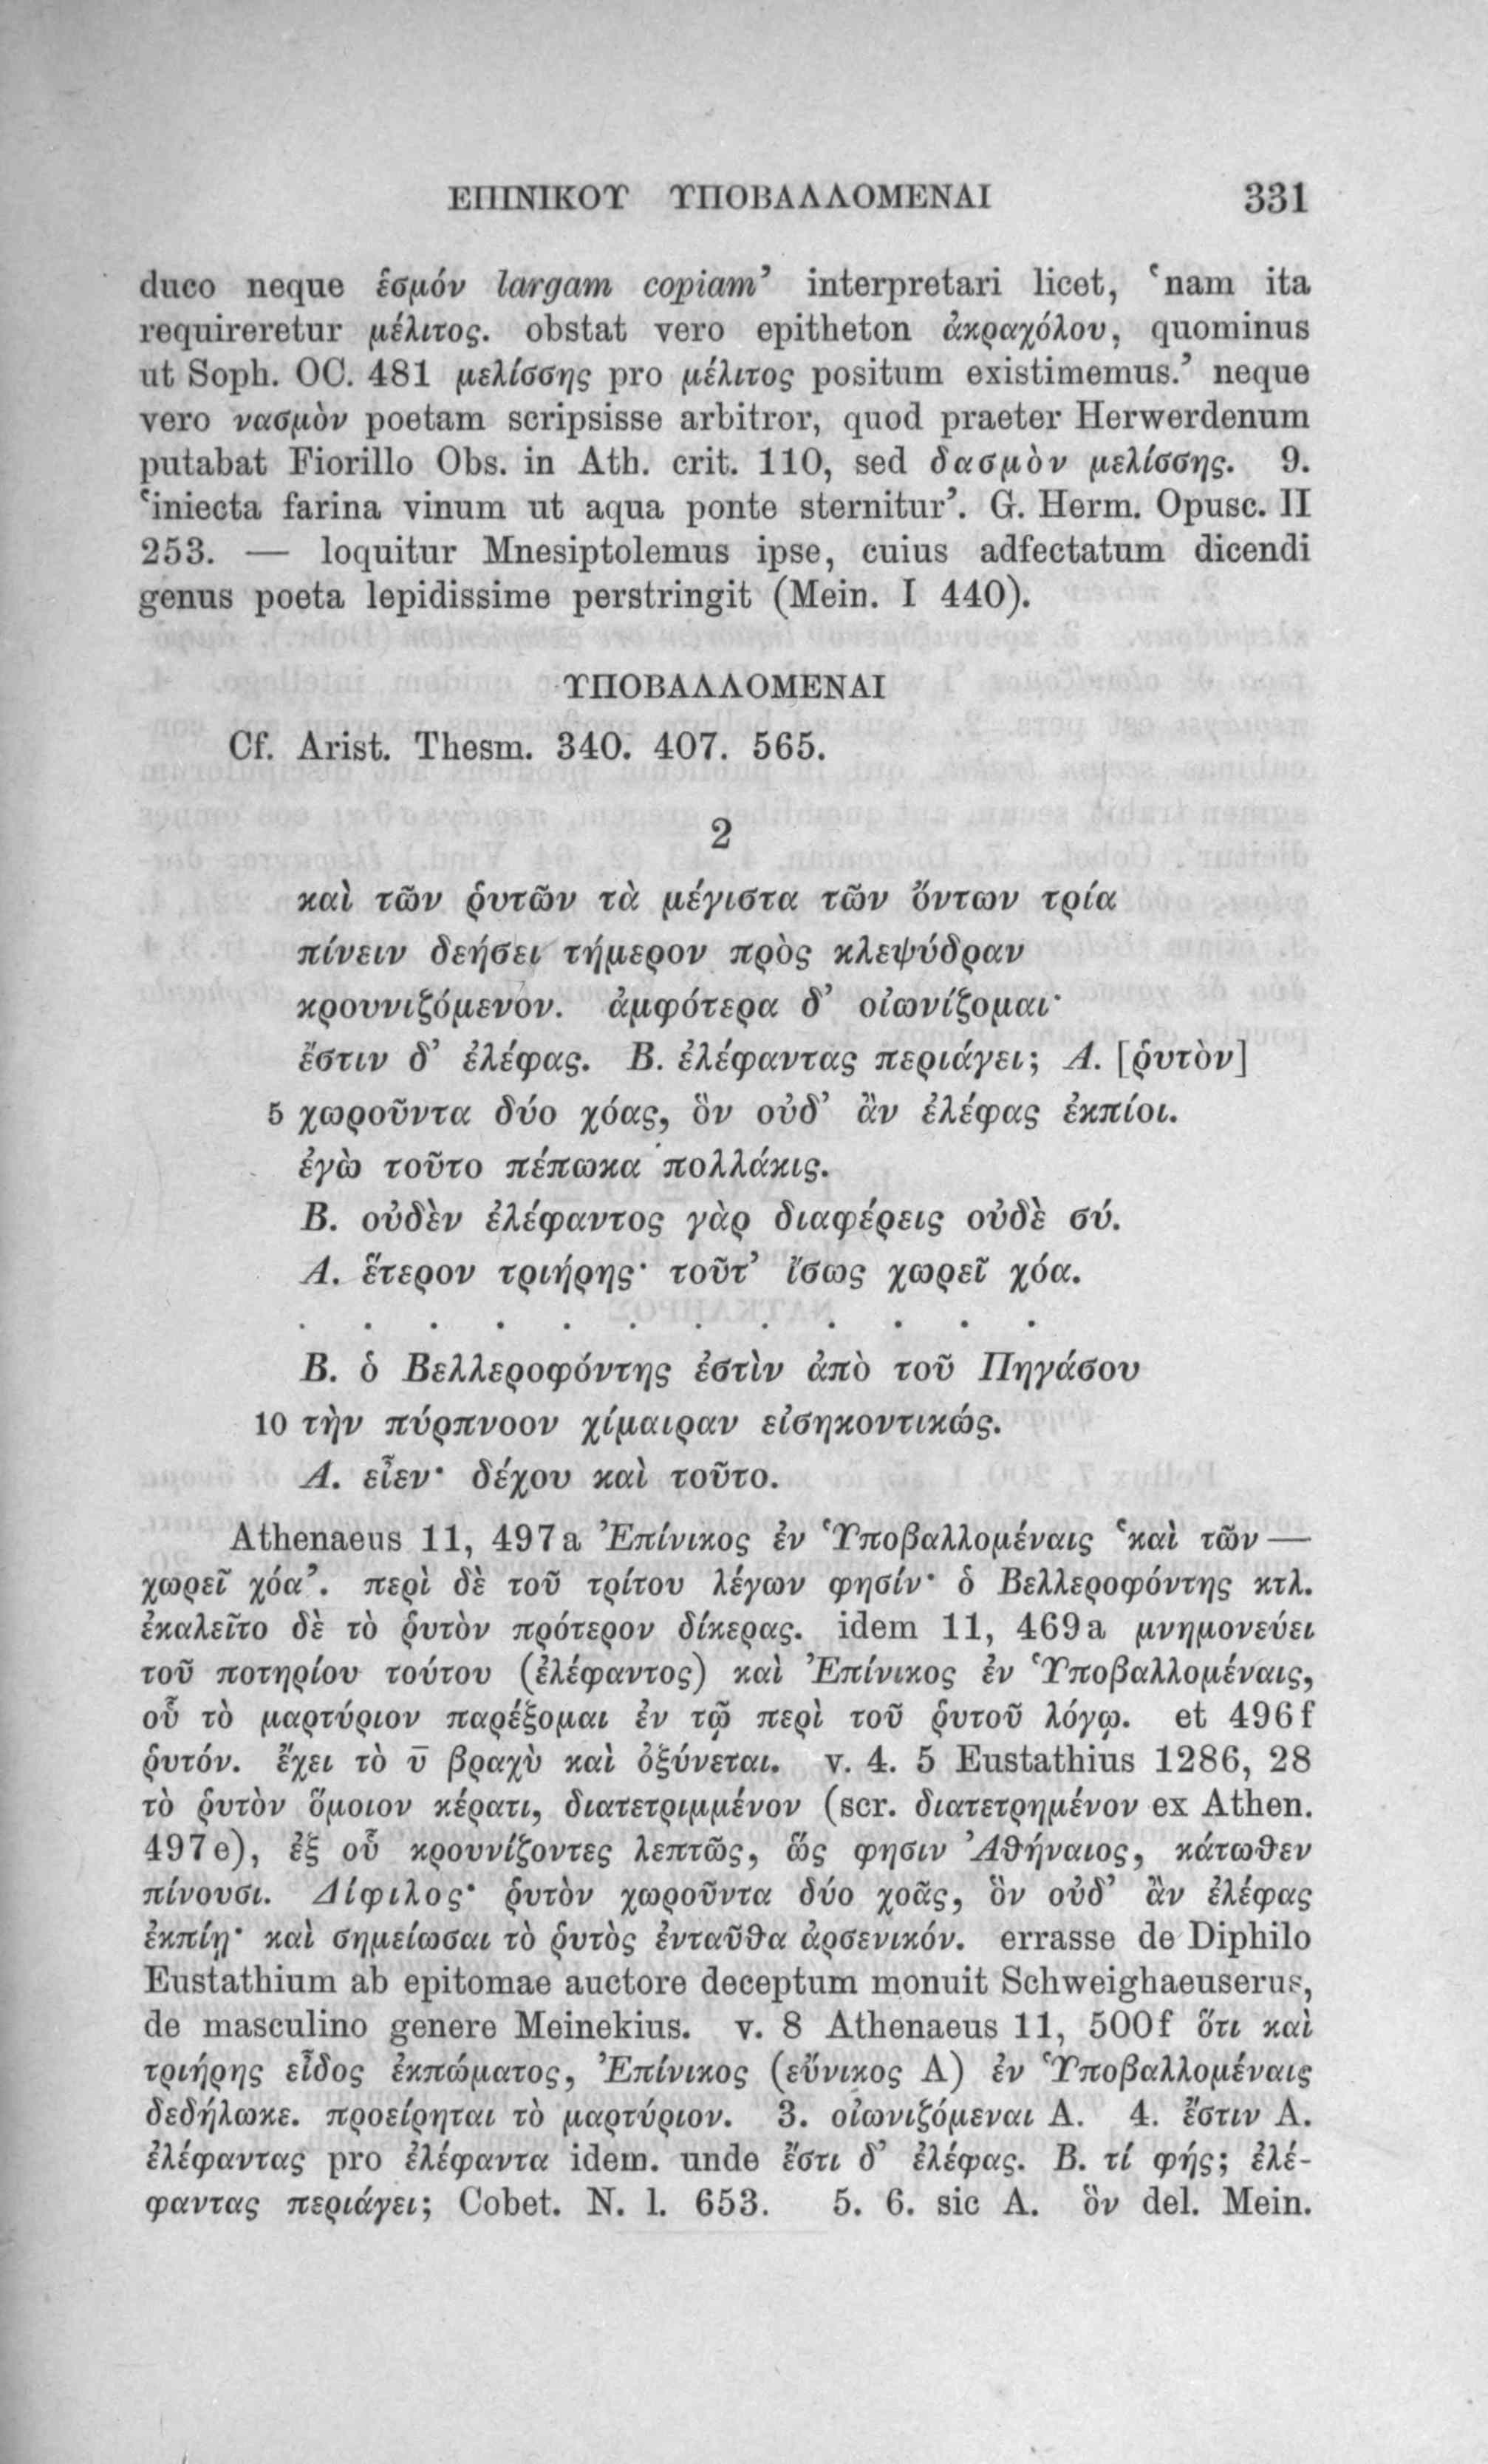 ΕΠΙΝΙΚΟΥ ΥΠΟΒΑΛΛΟΜΕΝΑΙ 331
duco neque ἑσμόν largam copiam’ interpretari licet, ‘nam ita
requireretur μέλιτος. obstat vero epitheton ἀκραχόλου, quominus
ut Soph. OC. 481 μελίσσης pro μέλιτος positum existimemus.’ neque
vero νασμὸν poetam scripsisse arbitror, quod praeter Herwerdenum
putabat Fiorillo Obs. in Ath. crit. 110, sed δασμὸν μελίσσης. 9.
‘iniecta farina vinum ut aqua ponte sternitur’. G. Herm. Opusc. II
253. — loquitur Mnesiptolemus ipse, cuius adfectatum dicendi
genus poeta lepidissime perstringit (Mein. I 440).
ΥΠΟΒΑΛΛΟΜΕΝΑΙ
Cf. Arist. Thesm. 340. 407. 565.
2
καὶ τῶν ῥυτῶν τὰ μέγιστα τῶν ὄντων τρία
πίνειν δεήσει τήμερον πρὸς κλεψύδραν
κρουνιζόμενον. ἀμφότερα δ’ οἰωνίζομαι·
ἔστιν δ’ ἐλέφας. Β. ἐλέφαντας περιάγει; Α. [ῥυτὸν]
5 χωροῦντα δύο χόας, ὃν οὐδ’ ἂν ἐλέφας ἐκπίοι.
ἐγὼ τοῦτο πέπωκα πολλάκις.
Β. οὐδὲν ἐλέφαντος γὰρ διαφέρεις οὐδὲ σύ.
Α. ἕτερον τριήρης· τοῦτ’ ἴσως χωρεῖ χόα.
. . . . . . . . . . . .
Β. ὁ Βελλεροφόντης ἐστὶν ἀπὸ τοῦ Πηγάσου
10 τὴν πύρπνοον χίμαιραν εἰσηκοντικώς.
Α. εἶεν· δέχου καὶ τοῦτο.
Athenaeus 11, 497a Ἐπίνικος ἐν Ὑποβαλλομέναις ‘καὶ τῶν —
χωρεῖ χόα’. περὶ δὲ τοῦ τρίτου λέγων φησίν· ὁ Βελλεροφόντης κτλ.
ἐκαλεῖτο δὲ τὸ ῥυτὸν πρότερον δίκερας. idem 11, 469a μνημονεύει
τοῦ ποτηρίου τούτου (ἐλέφαντος) καὶ Ἐπίνικος ἐν Ὑποβαλλομέναις,
οὗ τὸ μαρτύριον παρέξομαι ἐν τῷ περὶ τοῦ ῥυτοῦ λόγῳ. et 496f
ῥυτόν. ἔχει τὸ ῡ βραχὺ καὶ ὀξύνεται. v. 4. 5 Eustathius 1286, 28
τὸ ῥυτὸν ὅμοιον κέρατι, διατετριμμένον (scr. διατετρημένον ex Athen.
497e), ἐξ οὗ κρουνίζοντες λεπτῶς, ὥς φησιν Ἀθήναιος, κάτωθεν
πίνουσι. Δίφιλος· ῥυτὸν χωροῦντα δύο χοᾶς, ὃν οὐδ’ ἂν ἐλέφας
ἐκπίῃ· καὶ σημείωσαι τὸ ῥυτὸς ἐνταῦθα ἀρσενικόν. errasse de Diphilo
Eustathium ab epitomae auctore deceptum monuit Schweighaeuserus,
de masculino genere Meinekius. v. 8 Athenaeus 11, 500f ὅτι καὶ
τριήρης εἶδος ἐκπώματος, Ἐπίνικος (εὔνικος A) ἐν Ὑποβαλλομέναις
δεδήλωκε. προείρηται τὸ μαρτύριον. 3. οἰωνιζόμεναι A. 4. ἔστιν A.
ἐλέφαντας pro ἐλέφαντα idem. unde ἔστι δ’ ἐλέφας. Β. τί φής; ἐλέ-
φαντας περιάγει; Cobet. N. l. 653. 5. 6. sic A. ὃν del. Mein.